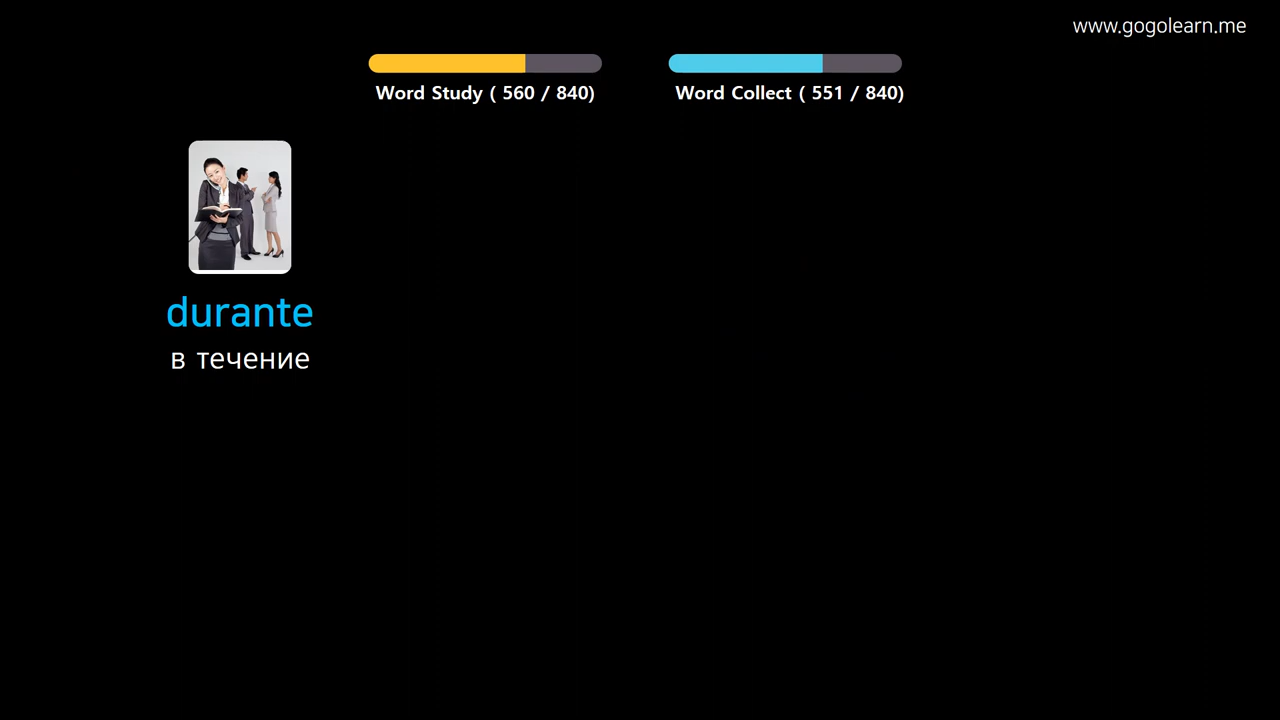 www.gogolearn.me
Word Study ( 560 / 840)
Word Collect ( 551 / 840)
durante
в течение